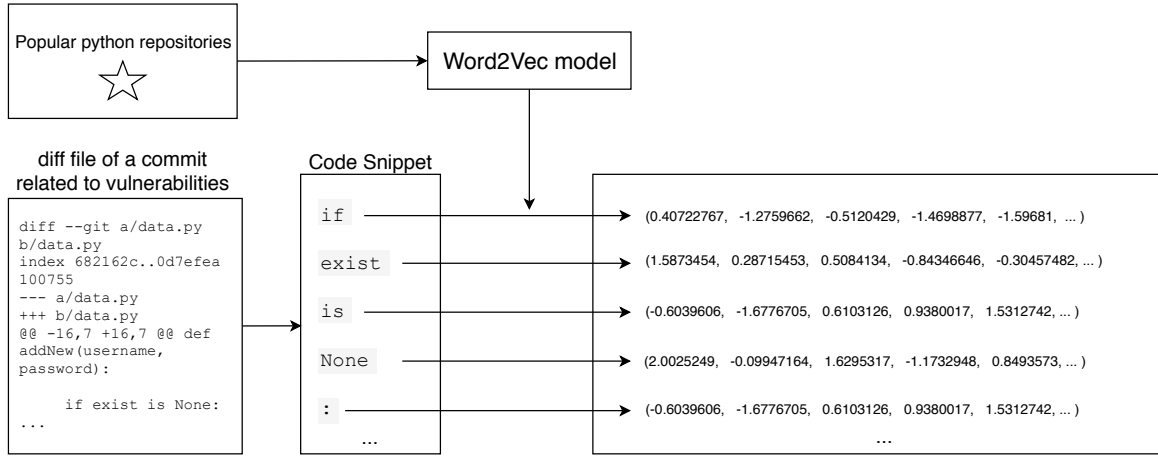 Popular python repositories
Word2Vec model
diff file of a commit
related to vulnerabilities
diff --git a/data.py
b/data.py
index 682162c..0d7efea
100755
--- a/data.py
+++ b/data.py
@@ -16,7 +16,7 @@ def
addNew(username,
password):
if exist is None:
...
Code Snippet
if
exist
is
None
:
...
(0.40722767, -1.2759662, -0.5120429, -1.4698877, -1.59681, ... )
(1.5873454, 0.28715453, 0.5084134, -0.84346646, -0.30457482, ... )
(-0.6039606, -1.6776705, 0.6103126, 0.9380017, 1.5312742, ... )
(2.0025249, -0.09947164, 1.6295317, -1.1732948, 0.8493573, ... )
(-0.6039606, -1.6776705, 0.6103126, 0.9380017, 1.5312742, ... )
...